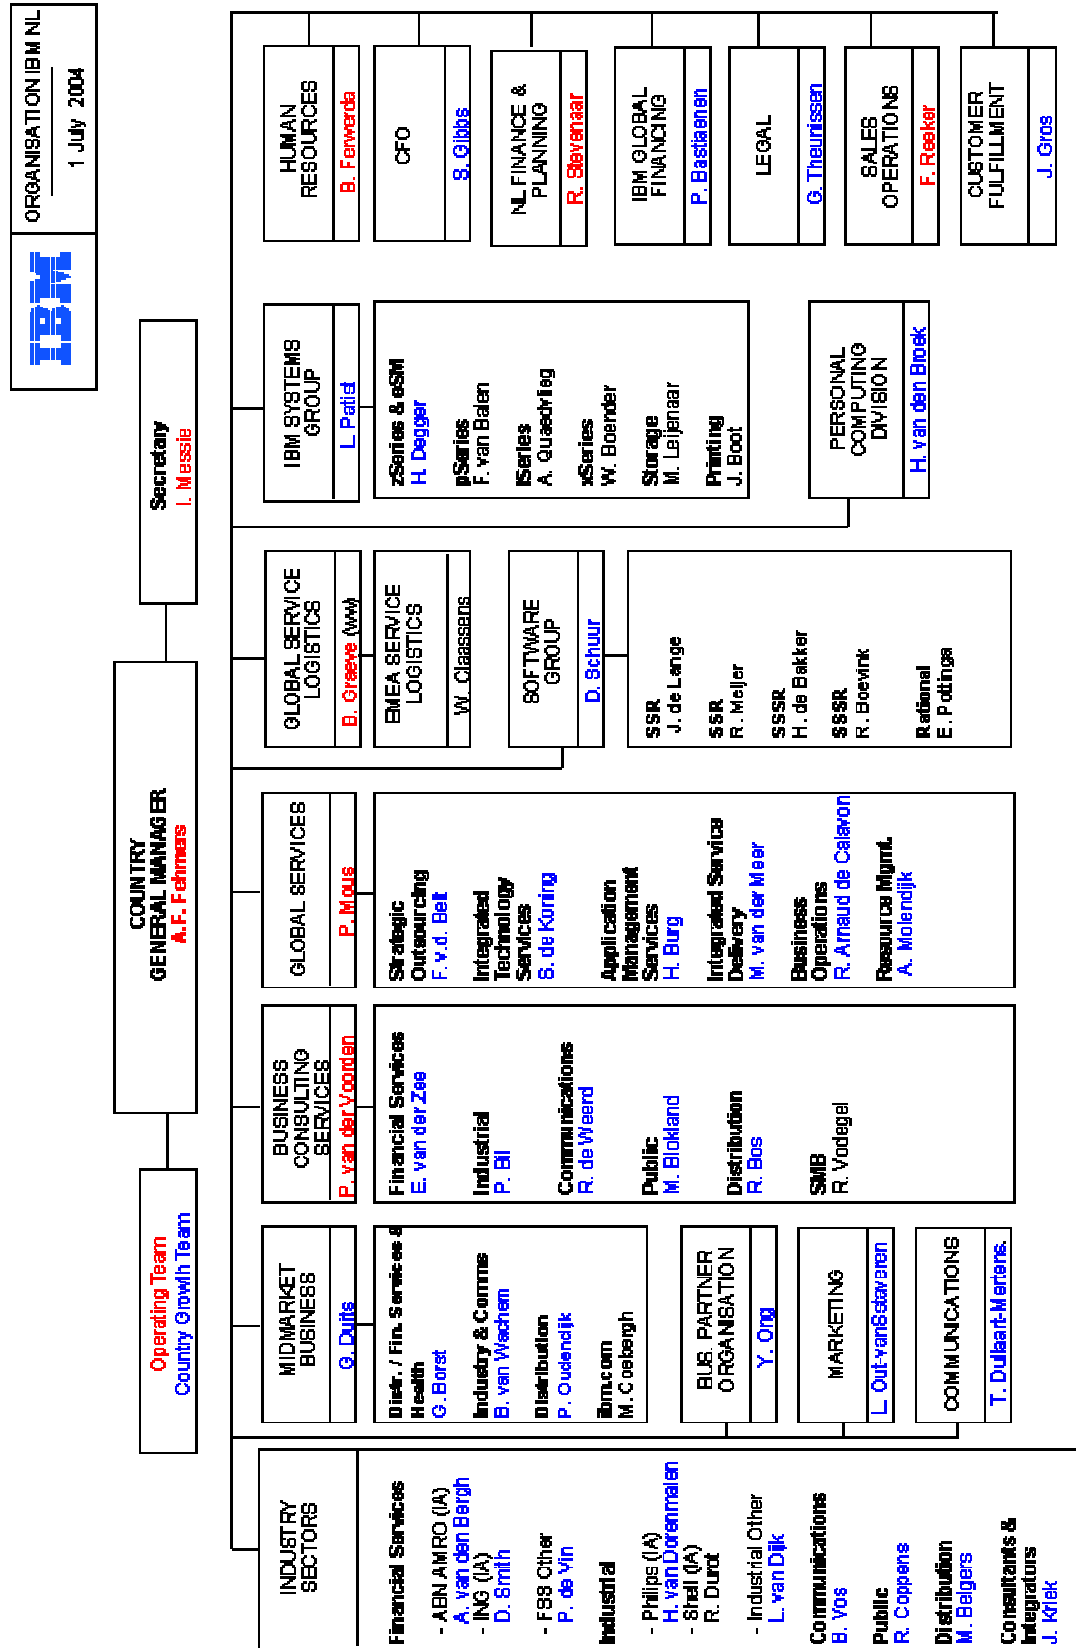 IBM
ORGANISATION IBM NL
1 July 2004
Operating Team
Country Growth Team
COUNTRY
GENERAL MANAGER
A.F. Fehmers
Secretary
I. Messie
INDUSTRY
SECTORS
Financial Services
- ABN AMRO (IA)
A. van den Bergh
- ING (IA)
D. Smith
- FSS Other
P. de Vin
Industrial
- Philips (IA)
H. van Dorenmalen
- Shell (IA)
R. Durot
- Industrial Other
L. van Dijk
Communications
B. Vos
Public
R. Coppens
Distribution
M. Belgers
Consultants &
Integrators
J. Kriek
MIDMARKET
BUSINESS
G. Duits
Distr. / Fin. Services &
Health
G. Borst
Industry & Comms
B. van Wachem
Distribution
P. Oudendijk
ibm.com
M. Coebergh
BUS. PARTNER
ORGANISATION
Y. Ong
MARKETING
L. Out-vanStaveren
COMMUNICATIONS
T. Dullaart-Mertens.
BUSINESS
CONSULTING
SERVICES
P. van der Voorden
Financial Services
E. van der Zee
Industrial
P. Bil
Communications
R. de Weerd
Public
M. Blokland
Distribution
R. Bos
SMB
R. Vodegel
GLOBAL SERVICES
P. Mous
Strategic
Outsourcing
F. v.d. Belt
Integrated
Technology
Services
S. de Koning
Application
Management
Services
H. Burg
Integrated Service
Delivery
M. van der Meer
Business
Operations
R. Arnaud de Calavon
Resource Mgmt.
A. Molendijk
GLOBAL SERVICE
LOGISTICS
B. Graeve (ww)
EMEA SERVICE
LOGISTICS
W. Claassens
SOFTWARE
GROUP
D. Schuur
SSR
J. de Lange
SSR
R. Meijer
SSSR
H. de Bakker
SSSR
R. Boevink
Rational
E. Pottinga
IBM SYSTEMS
GROUP
L. Patist
zSeries & eSM
H. Degger
pSeries
F. van Balen
iSeries
A. Quaedvlieg
xSeries
W. Boender
Storage
M. Leijenaar
Printing
J. Boot
PERSONAL
COMPUTING
DIVISION
H. van den Broek
HUMAN
RESOURCES
B. Ferwerda
CFO
S. Gibbs
NL FINANCE &
PLANNING
R. Stevenaar
IBM GLOBAL
FINANCING
P. Bastiaenen
LEGAL
G. Theunissen
SALES
OPERATIONS
F. Reeker
CUSTOMER
FULFILLMENT
J. Gros